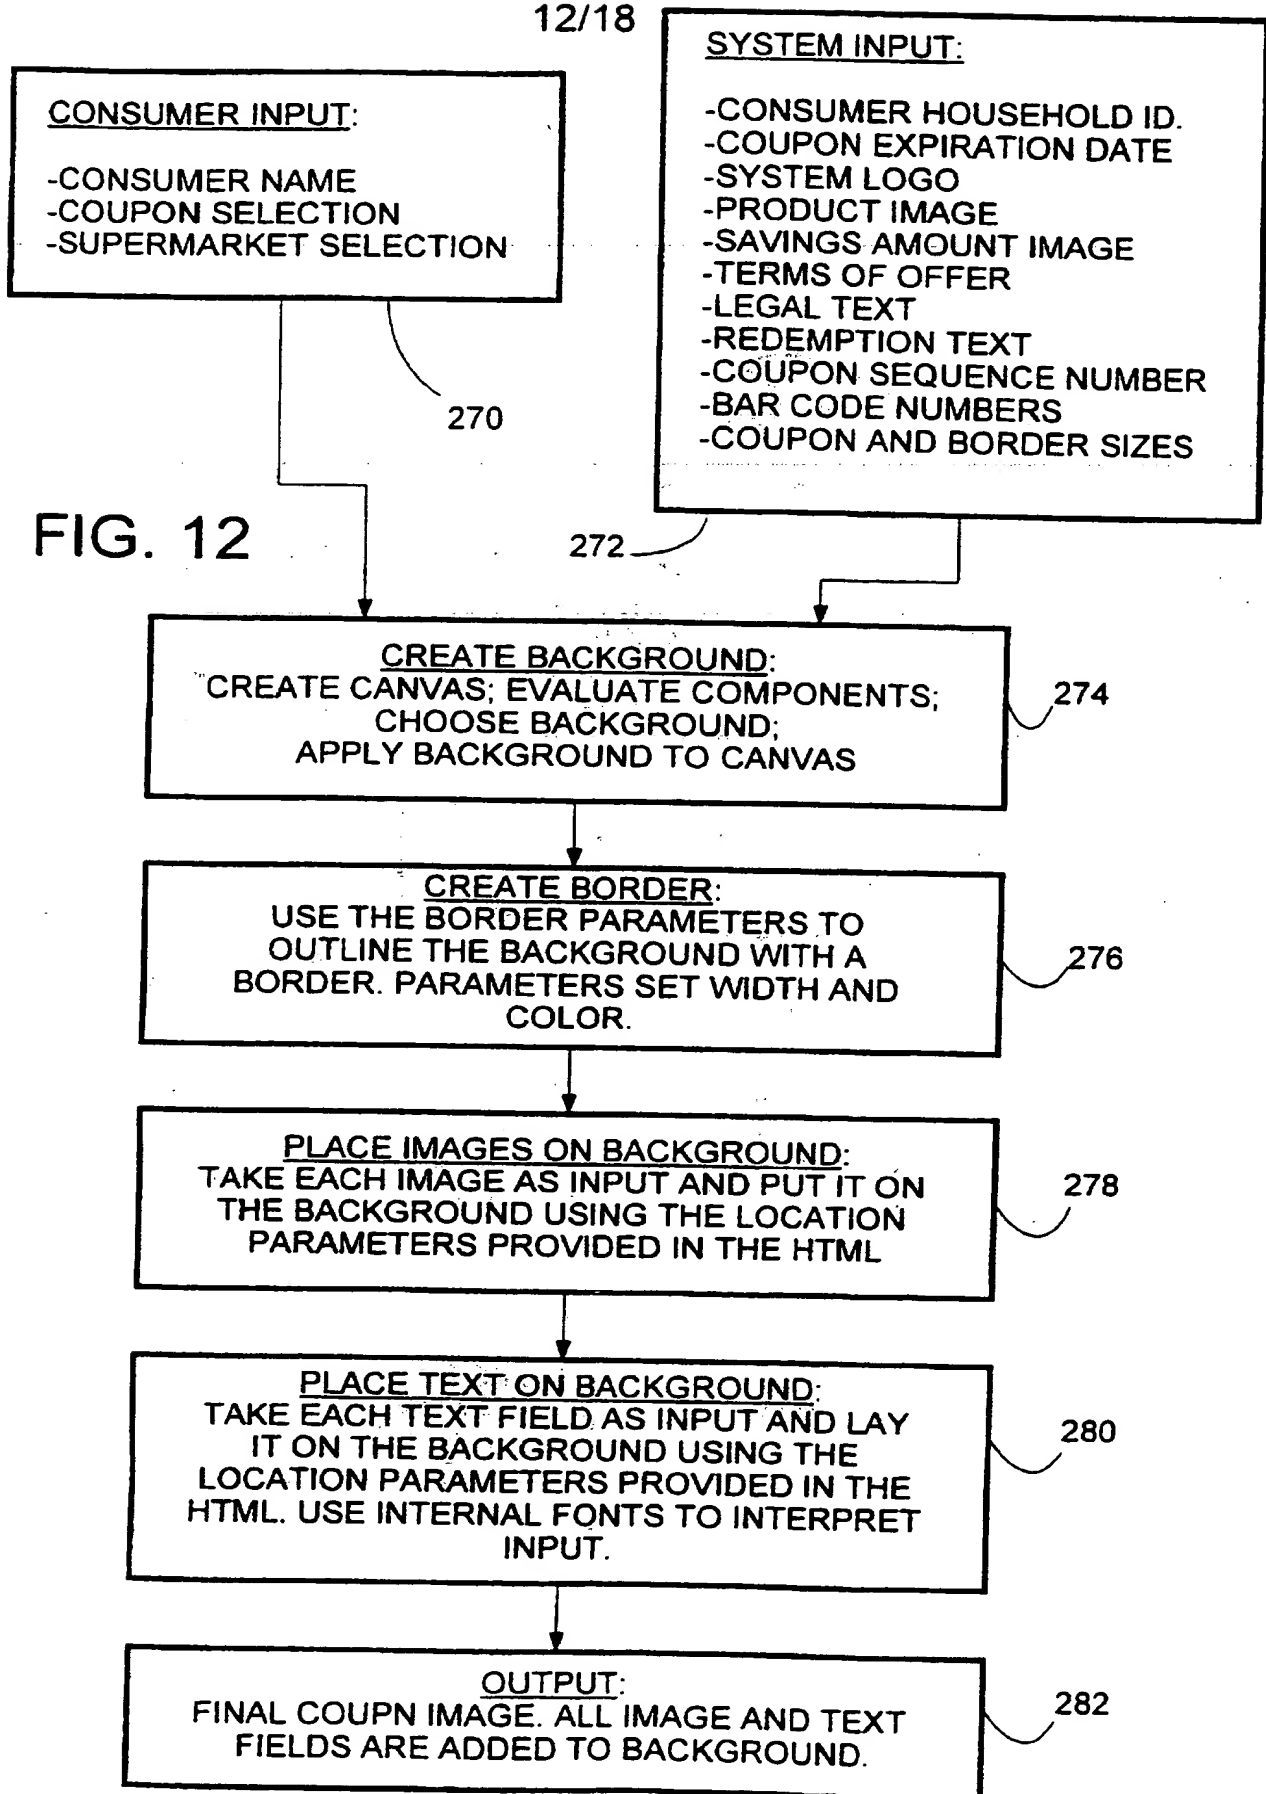 12/18
CONSUMER INPUT:
-CONSUMER NAME
-COUPON SELECTION
-SUPERMARKET SELECTION
270
SYSTEM INPUT:
-CONSUMER HOUSEHOLD ID.
-COUPON EXPIRATION DATE
-SYSTEM LOGO
-PRODUCT IMAGE
-SAVINGS AMOUNT IMAGE
-TERMS OF OFFER
-LEGAL TEXT
-REDEMPTION TEXT
-COUPON SEQUENCE NUMBER
-BAR CODE NUMBERS
-COUPON AND BORDER SIZES
272
FIG. 12
CREATE BACKGROUND:
CREATE CANVAS; EVALUATE COMPONENTS;
CHOOSE BACKGROUND;
APPLY BACKGROUND TO CANVAS
274
CREATE BORDER:
USE THE BORDER PARAMETERS TO
OUTLINE THE BACKGROUND WITH A
BORDER. PARAMETERS SET WIDTH AND
COLOR.
276
PLACE IMAGES ON BACKGROUND:
TAKE EACH IMAGE AS INPUT AND PUT IT ON
THE BACKGROUND USING THE LOCATION
PARAMETERS PROVIDED IN THE HTML
278
PLACE TEXT ON BACKGROUND:
TAKE EACH TEXT FIELD AS INPUT AND LAY
IT ON THE BACKGROUND USING THE
LOCATION PARAMETERS PROVIDED IN THE
HTML. USE INTERNAL FONTS TO INTERPRET
INPUT.
280
OUTPUT:
FINAL COUPN IMAGE. ALL IMAGE AND TEXT
FIELDS ARE ADDED TO BACKGROUND.
282